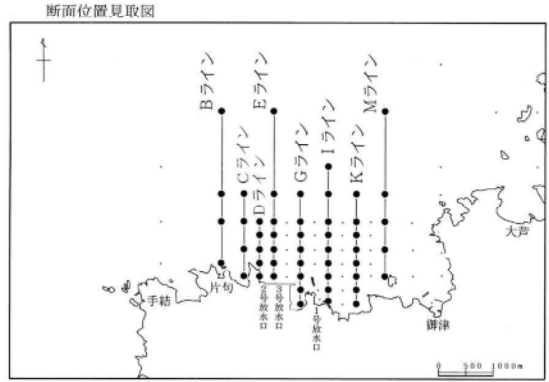 断面位置見取図
Bライン
Cライン
Dライン
Eライン
Gライン
Iライン
Kライン
Mライン
大芦
片句
手結
2号放水口
3号放水口
1号放水口
御津
0 500 1000m